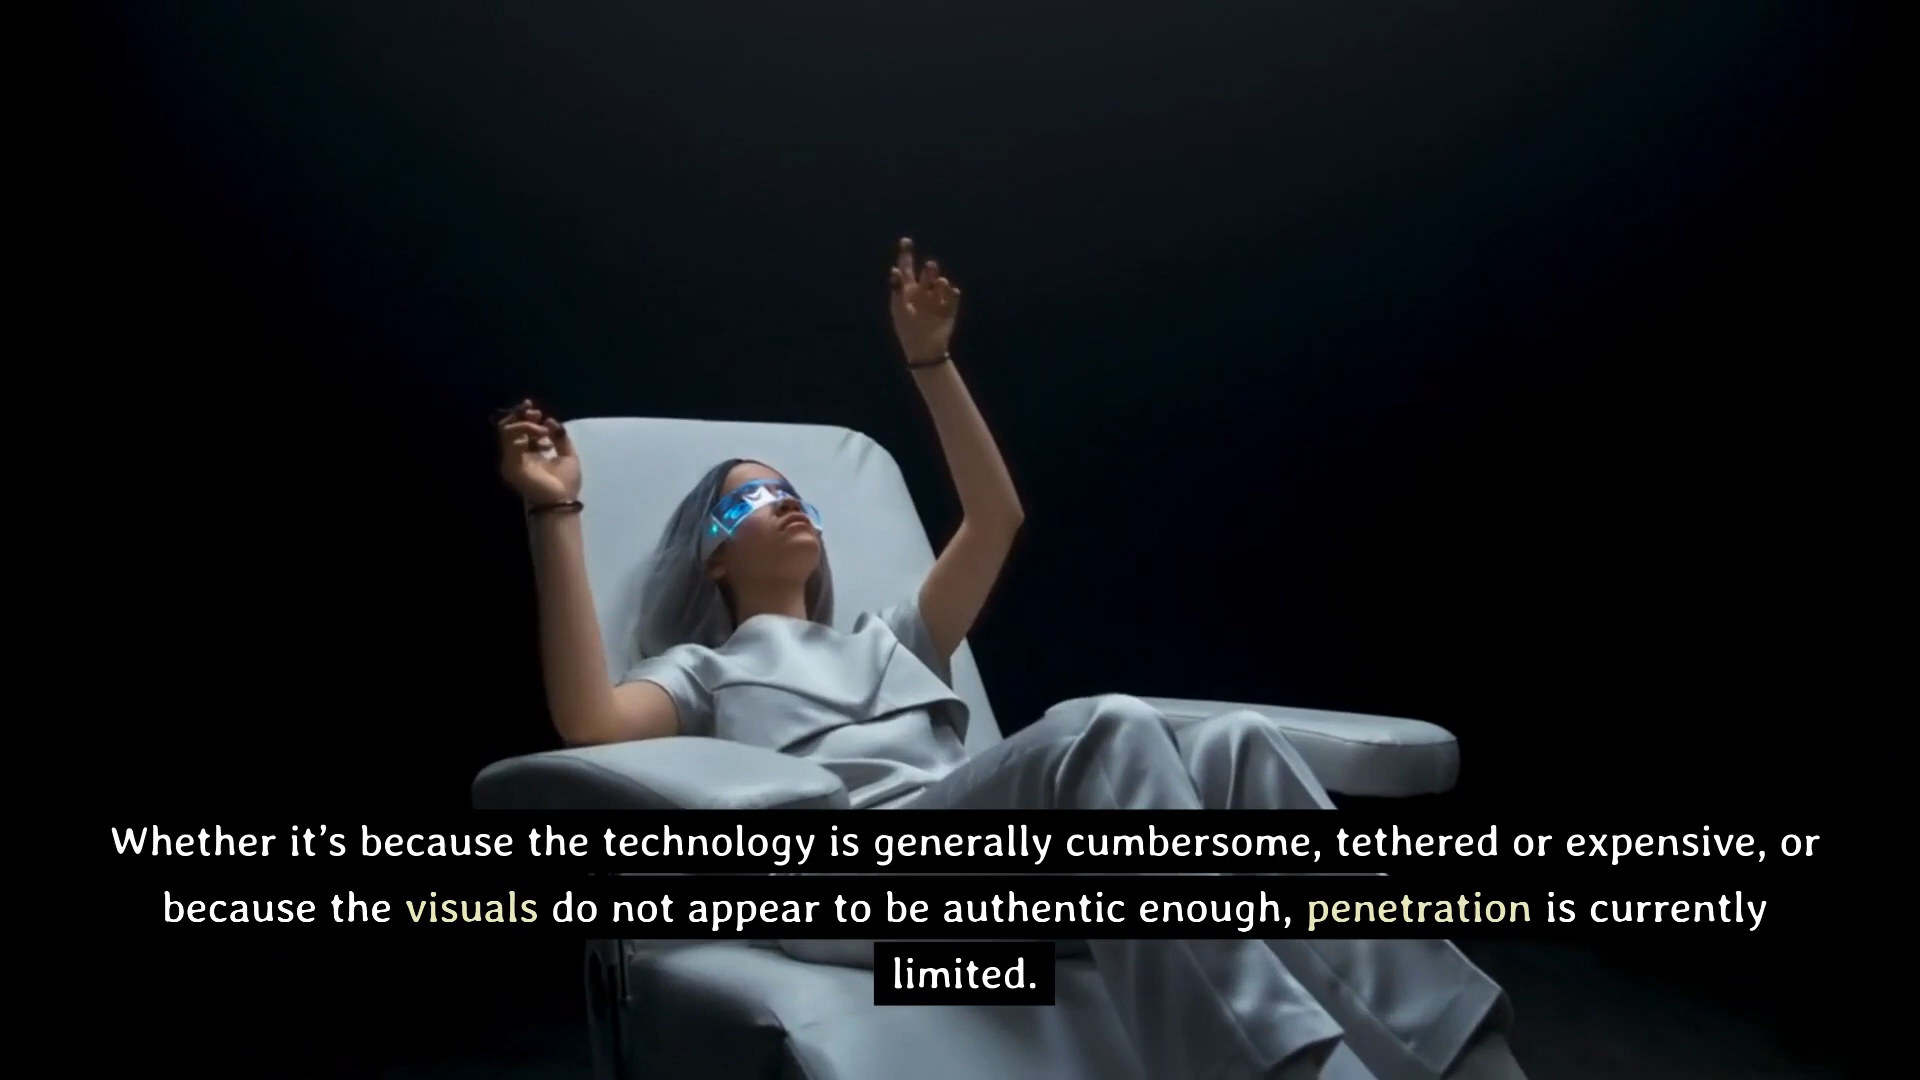 Whether it’s because the technology is generally cumbersome, tethered or expensive, or
because the visuals do not appear to be authentic enough, penetration is currently
limited.